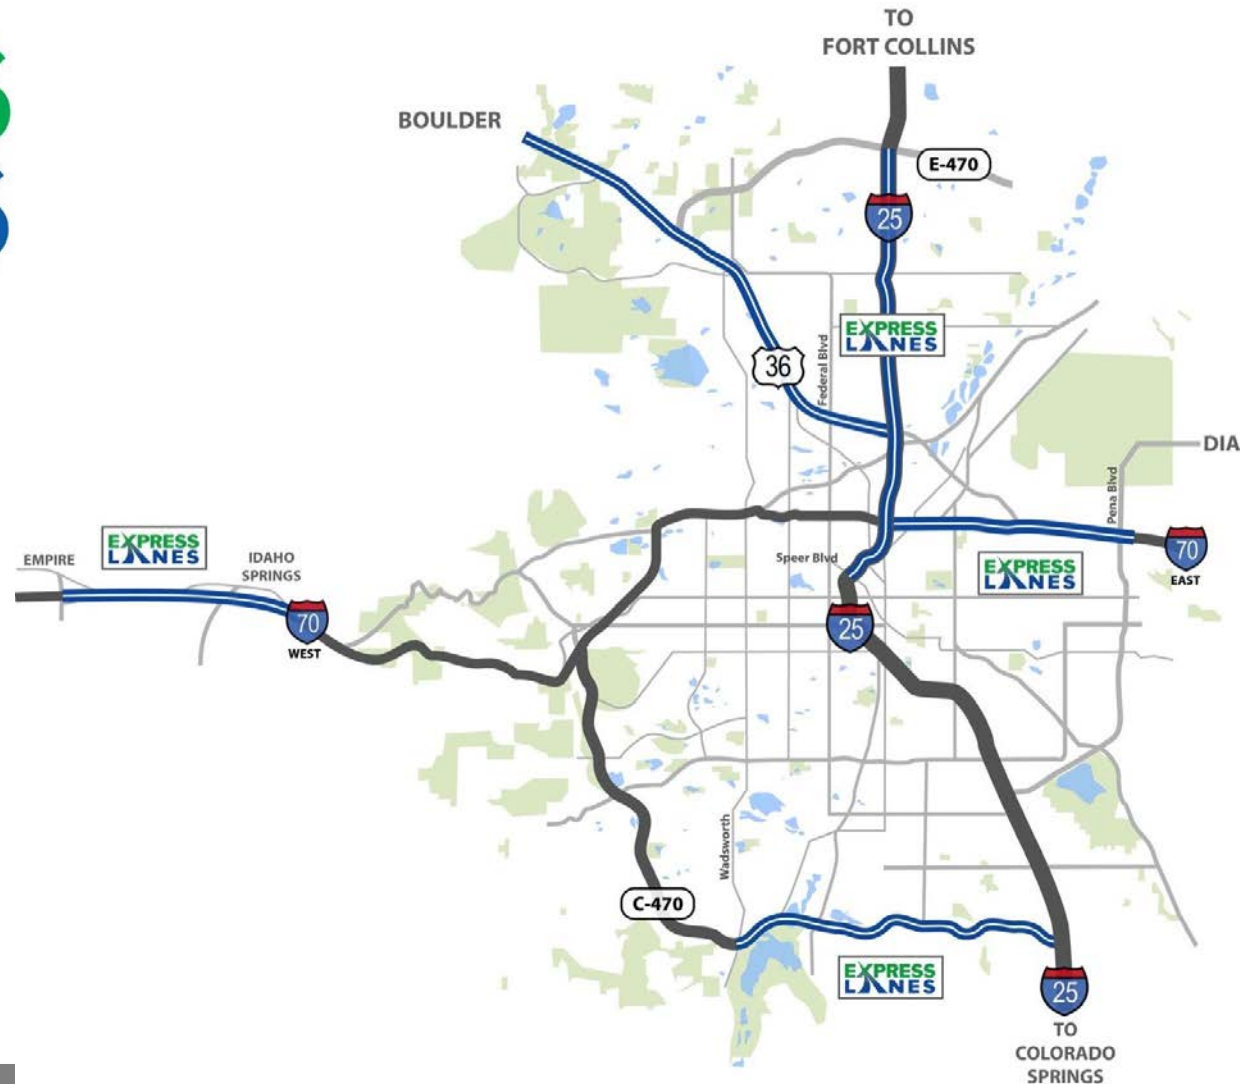 TO
FORT COLLINS
BOULDER
E-470
25
EXPRESS
LANES
36
Federal Blvd
DIA
Pena Blvd
EXPRESS
LANES
EMPIRE
IDAHO
SPRINGS
Speer Blvd
70
EAST
EXPRESS
LANES
70
WEST
25
Wadsworth
C-470
EXPRESS
LANES
25
TO
COLORADO
SPRINGS